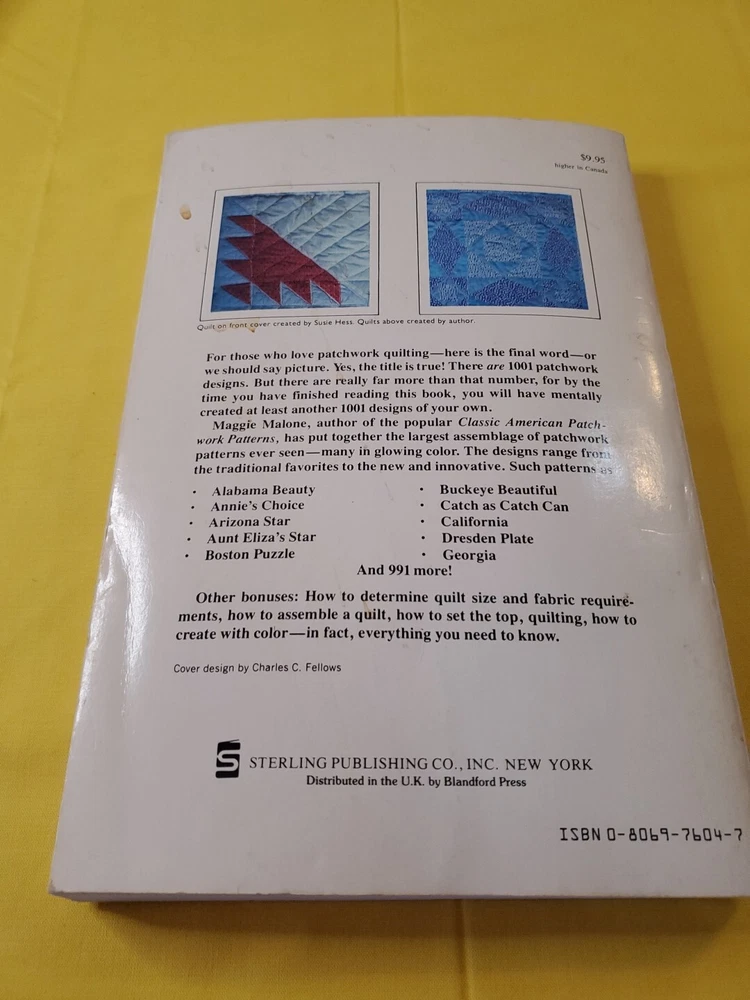 $9.95
higher in Canada
Quilt on front cover created by Susie Hess. Quilts above created by author.
For those who love patchwork quilting—here is the final word—or
we should say picture. Yes, the title is true! There are 1001 patchwork
designs. But there are really far more than that number, for by the
time you have finished reading this book, you will have mentally
created at least another 1001 designs of your own.
Maggie Malone, author of the popular Classic American Patch-
work Patterns, has put together the largest assemblage of patchwork
patterns ever seen—many in glowing color. The designs range from
the traditional favorites to the new and innovative. Such patterns as
• Alabama Beauty
• Annie's Choice
• Arizona Star
• Aunt Eliza's Star
• Boston Puzzle
• Buckeye Beautiful
• Catch as Catch Can
• California
• Dresden Plate
• Georgia
And 991 more!
Other bonuses: How to determine quilt size and fabric require-
ments, how to assemble a quilt, how to set the top, quilting, how to
create with color—in fact, everything you need to know.
Cover design by Charles C. Fellows
S STERLING PUBLISHING CO., INC. NEW YORK
Distributed in the U.K. by Blandford Press
ISBN 0-8069-7604-7